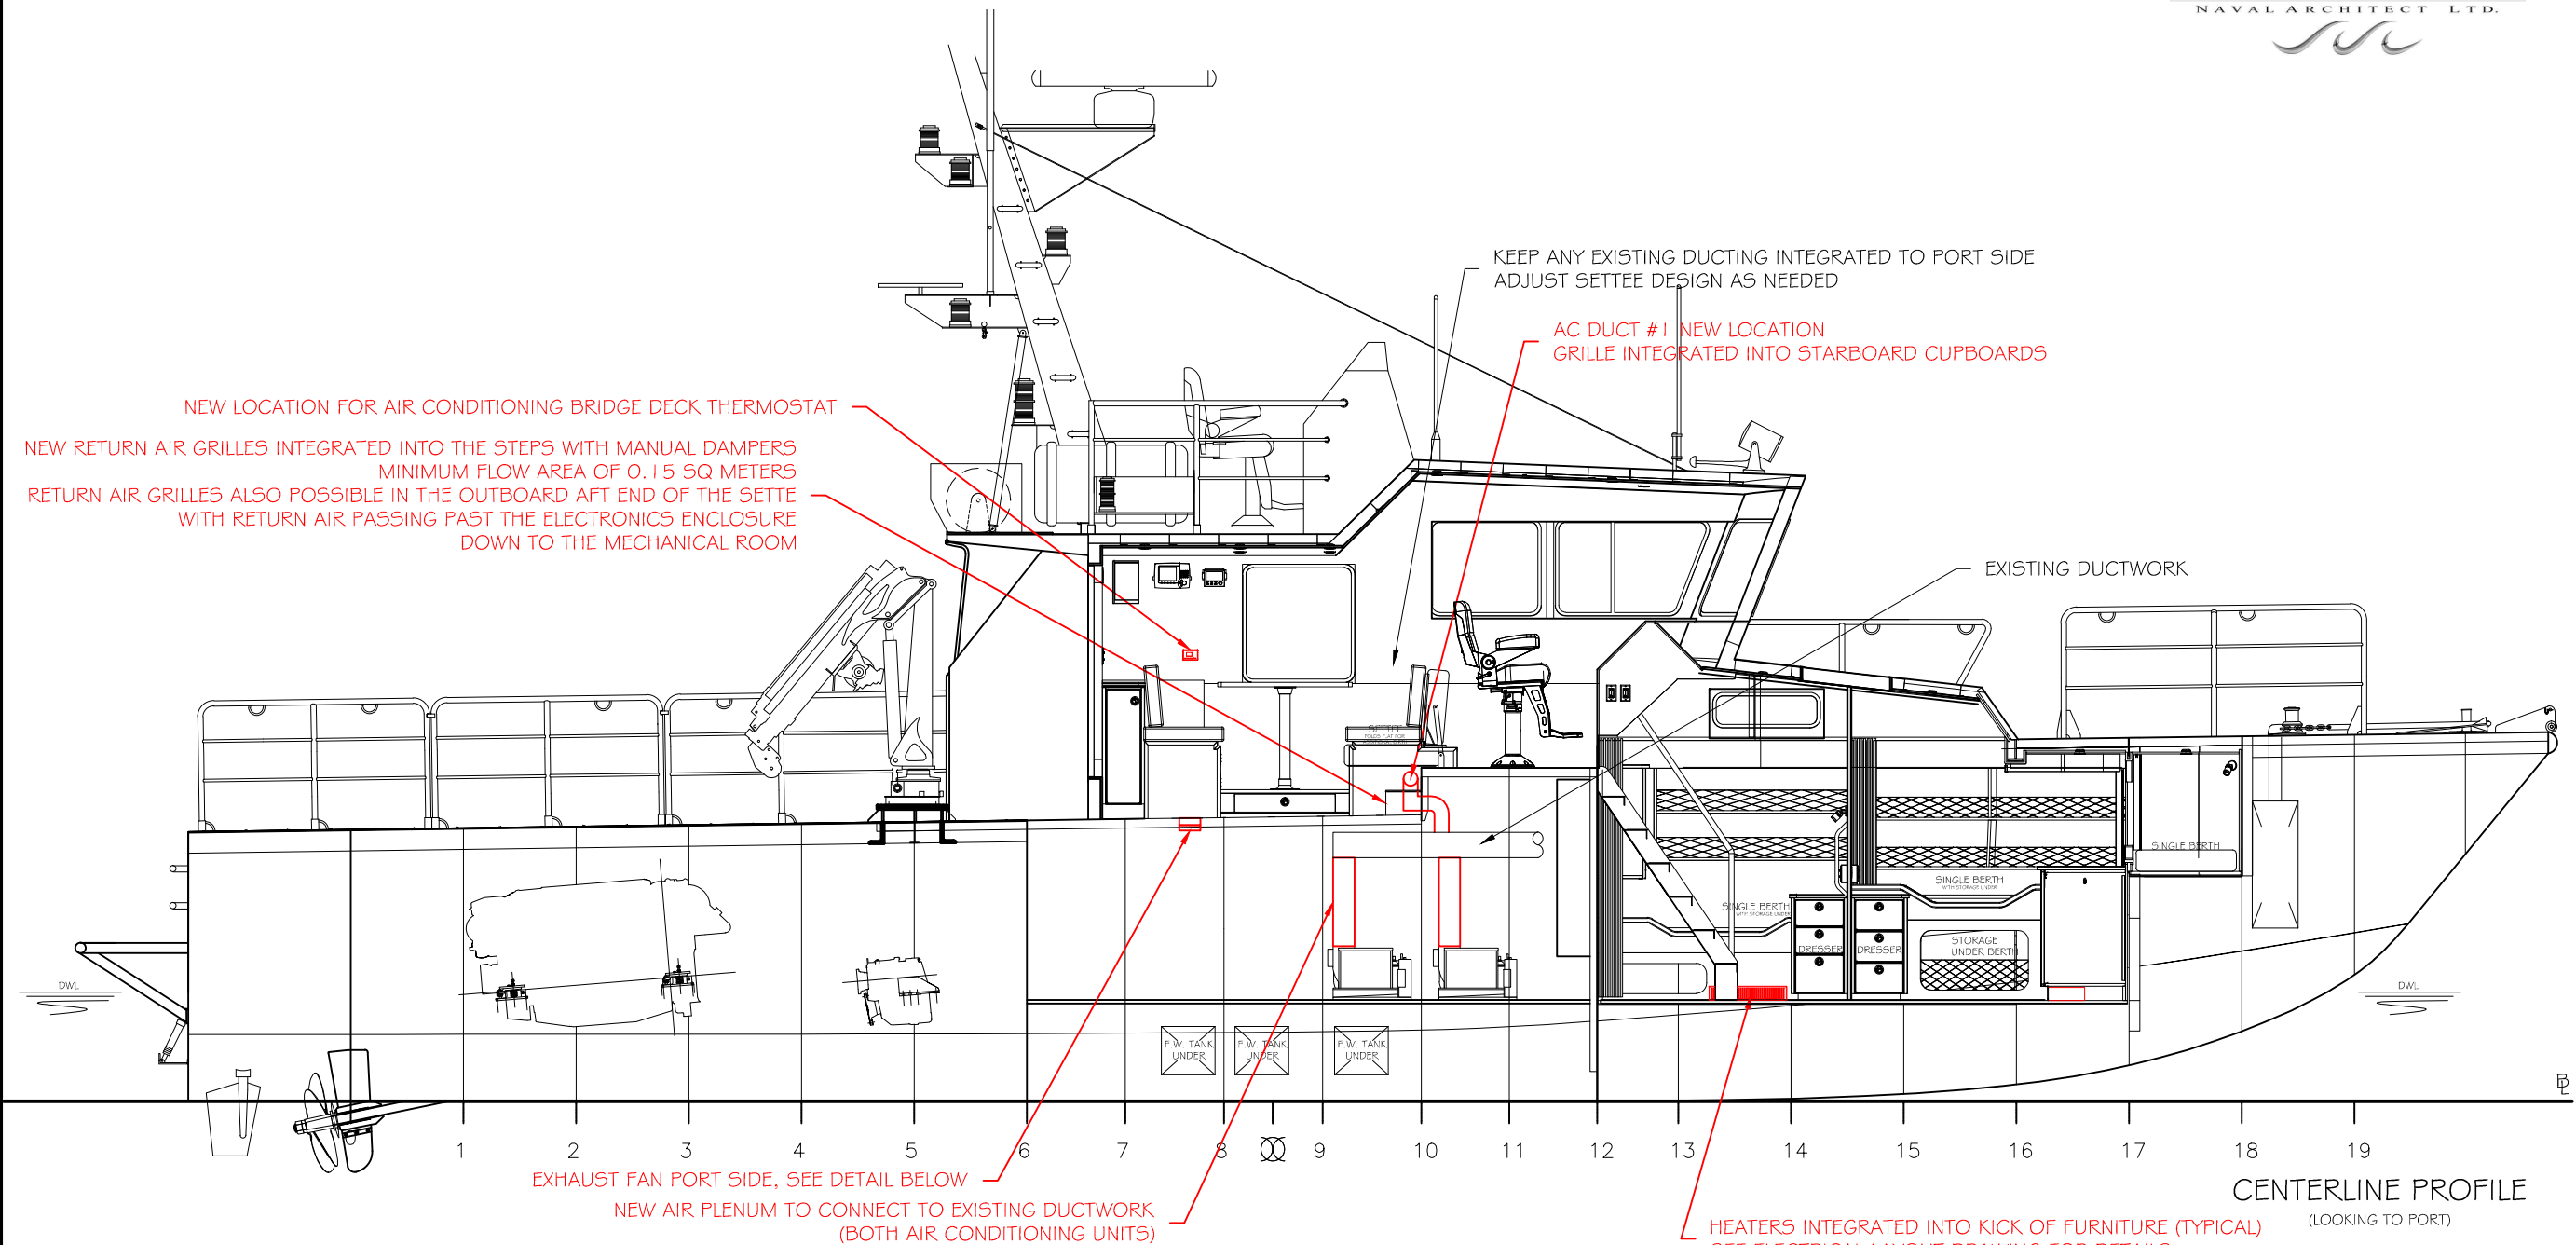 NAVAL ARCHITECT LTD.
KEEP ANY EXISTING DUCTING INTEGRATED TO PORT SIDE
ADJUST SETTEE DESIGN AS NEEDED
AC DUCT #1 NEW LOCATION
GRILLE INTEGRATED INTO STARBOARD CUPBOARDS
NEW LOCATION FOR AIR CONDITIONING BRIDGE DECK THERMOSTAT
NEW RETURN AIR GRILLES INTEGRATED INTO THE STEPS WITH MANUAL DAMPERS
MINIMUM FLOW AREA OF 0.15 SQ METERS
RETURN AIR GRILLES ALSO POSSIBLE IN THE OUTBOARD AFT END OF THE SETTE
WITH RETURN AIR PASSING PAST THE ELECTRONICS ENCLOSURE
DOWN TO THE MECHANICAL ROOM
EXISTING DUCTWORK
SETTEE
SINGLE BERTH
SINGLE BERTH
WITH STORAGE UNDER
SINGLE BERTH
WITH STORAGE UNDER
DRESSER
DRESSER
STORAGE
UNDER BERTH
DWL
DWL
F.W. TANK
UNDER
F.W. TANK
UNDER
F.W. TANK
UNDER
1 2 3 4 5 6 7 8 9 10 11 12 13 14 15 16 17 18 19
EXHAUST FAN PORT SIDE, SEE DETAIL BELOW
NEW AIR PLENUM TO CONNECT TO EXISTING DUCTWORK
(BOTH AIR CONDITIONING UNITS)
CENTERLINE PROFILE
(LOOKING TO PORT)
HEATERS INTEGRATED INTO KICK OF FURNITURE (TYPICAL)